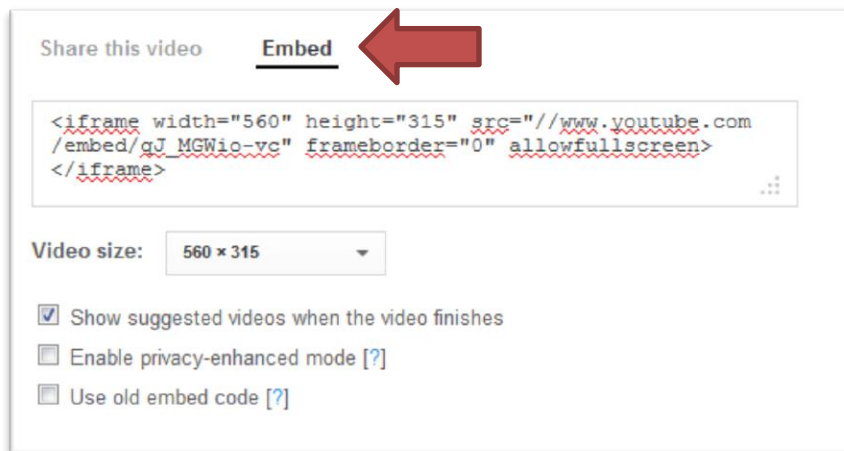 Share this video Embed
<iframe width="560" height="315" src="//www.youtube.com
/embed/gJ_MGWio-vc" frameborder="0" allowfullscreen>
</iframe>
Video size: 560 × 315
Show suggested videos when the video finishes
Enable privacy-enhanced mode [?]
Use old embed code [?]